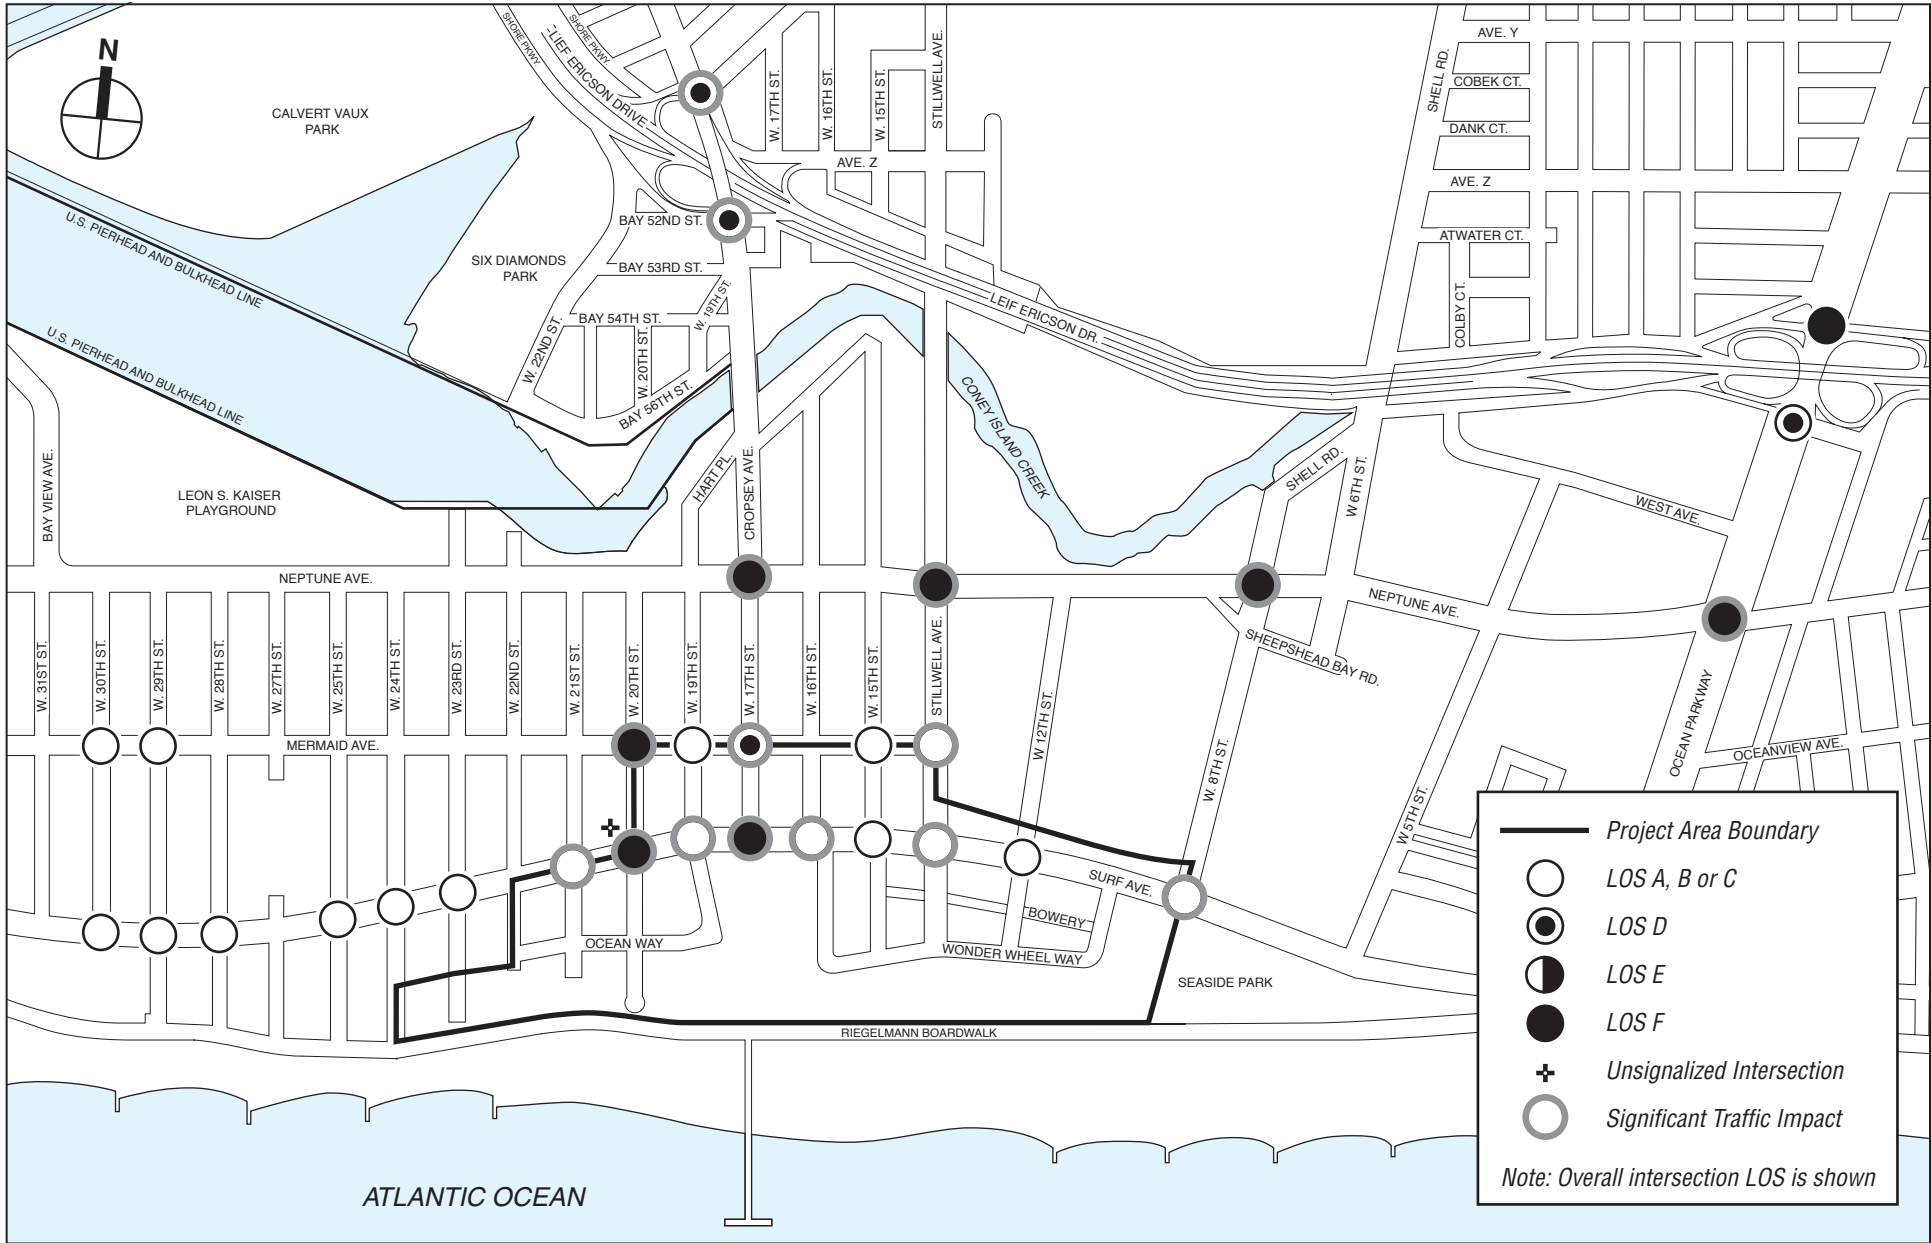 N
CALVERT VAUX
PARK
SHORE PKWY.
LIEF ERICSON DRIVE
SHORE PKWY.
W. 17TH ST.
W. 16TH ST.
W. 15TH ST.
STILLWELL AVE.
AVE. Z
SHELL RD.
AVE. Y
COBEK CT.
DANK CT.
AVE. Z
ATWATER CT.
COLBY CT.
U.S. PIERHEAD AND BULKHEAD LINE
U.S. PIERHEAD AND BULKHEAD LINE
SIX DIAMONDS
PARK
BAY 52ND ST.
BAY 53RD ST.
BAY 54TH ST.
W. 19TH ST.
W. 22ND ST.
W. 20TH ST.
BAY 56TH ST.
LEIF ERICSON DR.
CONEY ISLAND CREEK
BAY VIEW AVE.
LEON S. KAISER
PLAYGROUND
HART PL.
CROPSEY AVE.
SHELL RD.
W 6TH ST.
WEST AVE.
NEPTUNE AVE.
NEPTUNE AVE.
SHEEPSHEAD BAY RD.
W. 31ST ST.
W. 30TH ST.
W. 29TH ST.
W. 28TH ST.
W. 27TH ST.
W. 25TH ST.
W. 24TH ST.
W. 23RD ST.
W. 22ND ST.
W. 21ST ST.
W. 20TH ST.
W. 19TH ST.
W. 17TH ST.
W. 16TH ST.
W. 15TH ST.
STILLWELL AVE.
W 12TH ST.
W. 8TH ST.
W 5TH ST.
OCEAN PARKWAY
OCEANVIEW AVE.
MERMAID AVE.
SURF AVE.
BOWERY
OCEAN WAY
WONDER WHEEL WAY
SEASIDE PARK
RIEGELMANN BOARDWALK
ATLANTIC OCEAN
Project Area Boundary
LOS A, B or C
LOS D
LOS E
LOS F
Unsignalized Intersection
Significant Traffic Impact
Note: Overall intersection LOS is shown